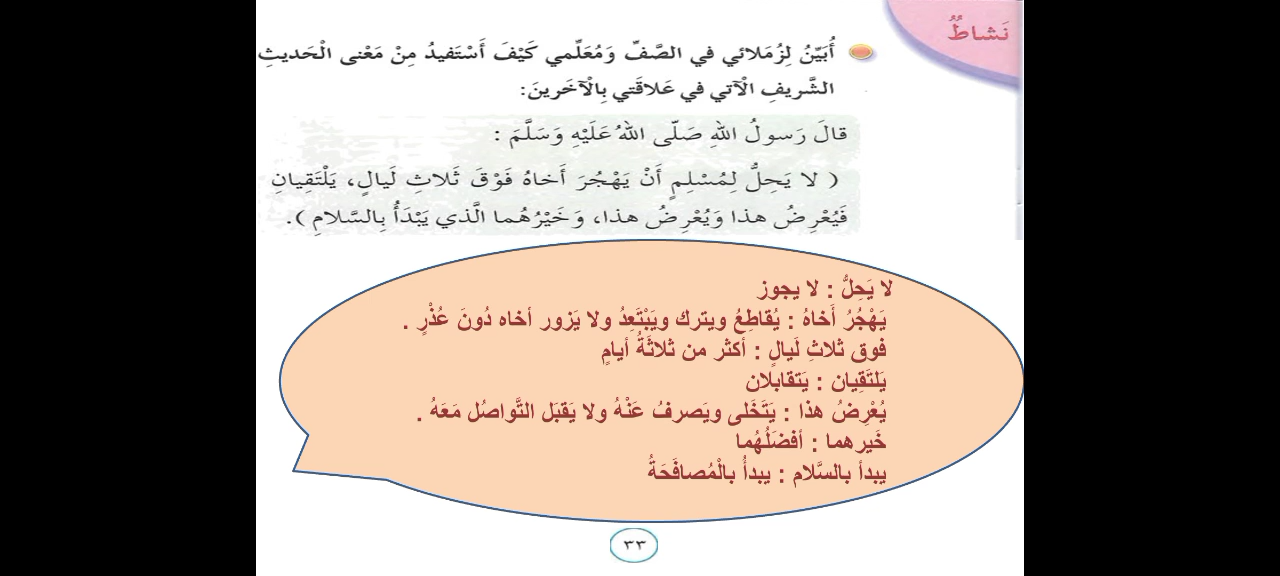 نَشاطٌ
أُبَيِّنُ لِزُمَلائي في الصَّفِّ وَمُعَلِّمي كَيْفَ أَسْتَفيدُ مِنْ مَعْنى الْحَديثِ
الشَّريفِ الْآتي في عَلاقَتي بِالْآخَرينَ:
قالَ رَسولُ اللهِ صَلّى اللهُ عَلَيْهِ وَسَلَّمَ :
( لا يَحِلُّ لِمُسْلِمٍ أَنْ يَهْجُرَ أَخاهُ فَوْقَ ثَلاثِ لَيالٍ، يَلْتَقِيانِ
فَيُعْرِضُ هذا وَيُعْرِضُ هذا، وَخَيْرُهُما الَّذي يَبْدَأُ بِالسَّلامِ ).
لا يَحِلُّ : لا يجوز
يَهْجُرُ أَخاهُ : يُقاطِعُ ويترك ويَبْتَعِدُ ولا يَزور أخاه دُونَ عُذْرٍ .
فوق ثلاثِ لَيالٍ : أكثر من ثلاثَةُ أيامٍ
يَلتَقِيان : يَتقابلان
يُعْرِضُ هذا : يَتَخَلى ويَصرفُ عَنْهُ ولا يَقبَل التَّواصُل مَعَهُ .
خَيرهما : أفضَلُهُما
يبدأ بالسَّلام : يبدأُ بالْمُصافَحَةُ
٣٣